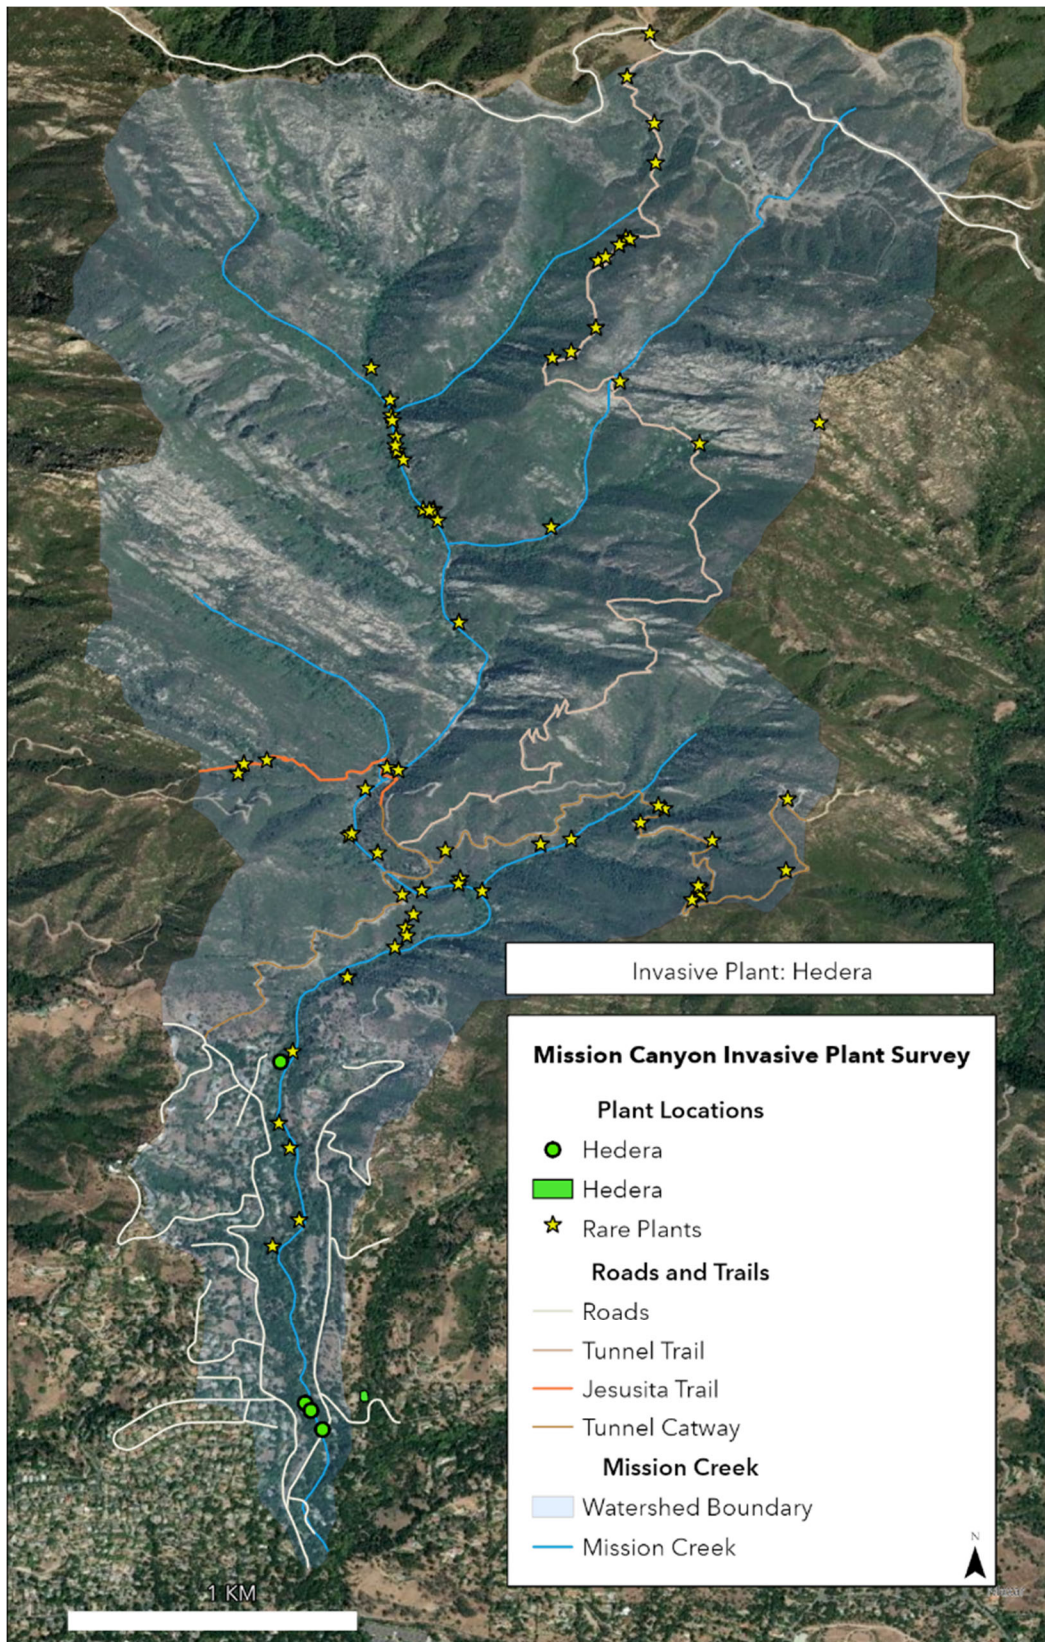 Invasive Plant: Hedera
Mission Canyon Invasive Plant Survey
Plant Locations
Hedera
Hedera
Rare Plants
Roads and Trails
Roads
Tunnel Trail
Jesusita Trail
Tunnel Catway
Mission Creek
Watershed Boundary
Mission Creek
N
1 KM